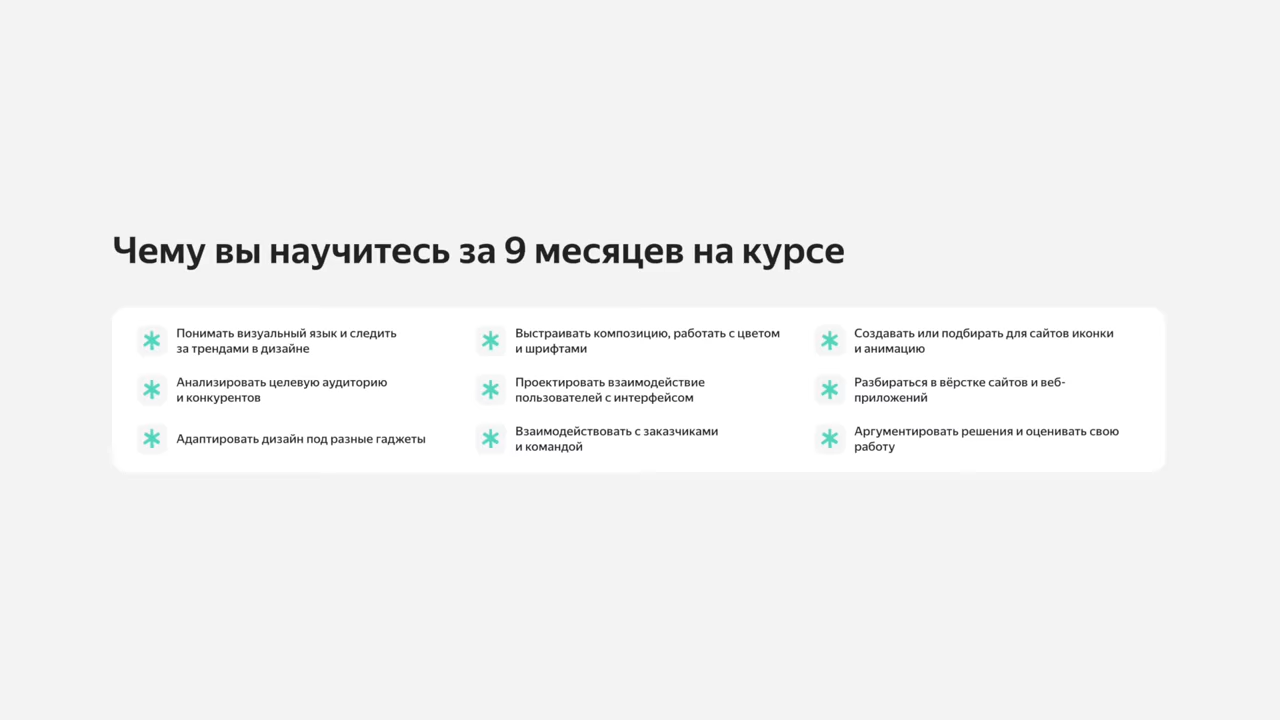 Чему вы научитесь за 9 месяцев на курсе
Понимать визуальный язык и следить
за трендами в дизайне
Выстраивать композицию, работать с цветом
и шрифтами
Создавать или подбирать для сайтов иконки
и анимацию
Анализировать целевую аудиторию
и конкурентов
Проектировать взаимодействие
пользователей с интерфейсом
Разбираться в вёрстке сайтов и веб-
приложений
Адаптировать дизайн под разные гаджеты
Взаимодействовать с заказчиками
и командой
Аргументировать решения и оценивать свою
работу